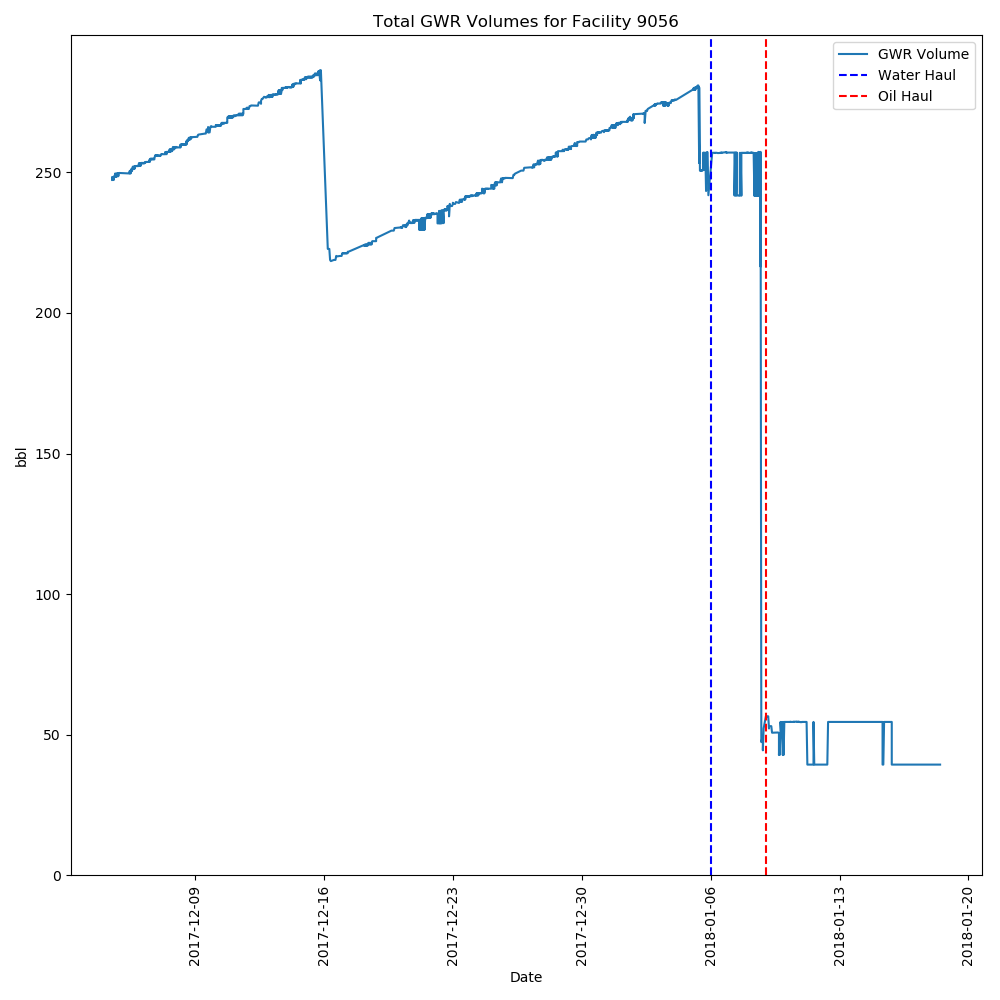 Total GWR Volumes for Facility 9056
GWR Volume
Water Haul
Oil Haul
bbl
250
200
150
100
50
0
2017-12-09
2017-12-16
2017-12-23
2017-12-30
2018-01-06
2018-01-13
2018-01-20
Date